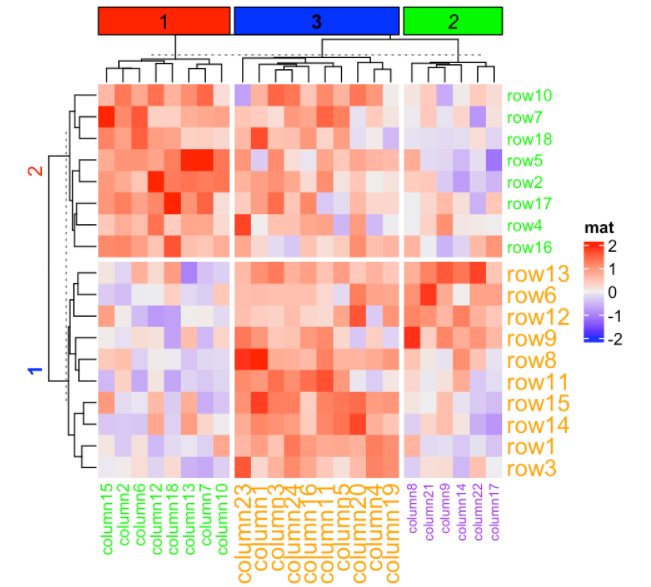 1 3 2
row10
row7
row18
row5
row2
row17
row4
row16
2
row13
row6
row12
row9
row8
row11
row15
row14
row1
row3
1
mat
2
1
0
-1
-2
column15
column2
column6
column12
column18
column13
column7
column10
column23
column1
column3
column24
column16
column11
column5
column20
column4
column19
column8
column21
column9
column14
column22
column17